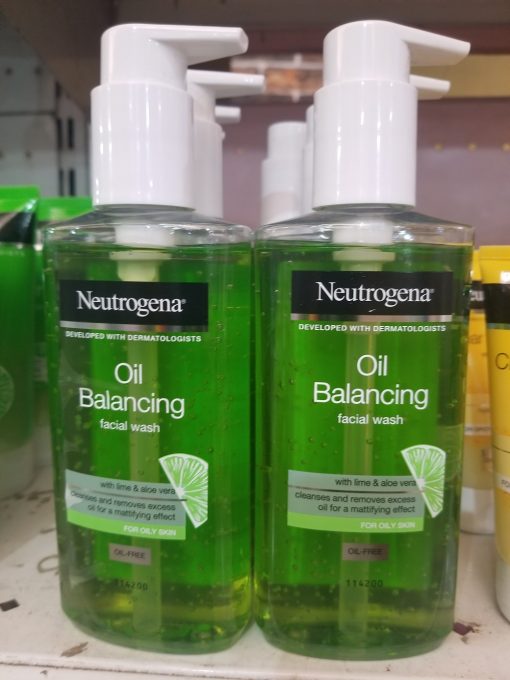 Neutrogena®
DEVELOPED WITH DERMATOLOGISTS
Oil
Balancing
facial wash
with lime & aloe vera
cleanses and removes excess
oil for a mattifying effect
FOR OILY SKIN
OIL-FREE
114200
Neutrogena®
DEVELOPED WITH DERMATOLOGISTS
Oil
Balancing
facial wash
with lime & aloe vera
cleanses and removes excess
oil for a mattifying effect
FOR OILY SKIN
OIL-FREE
114200